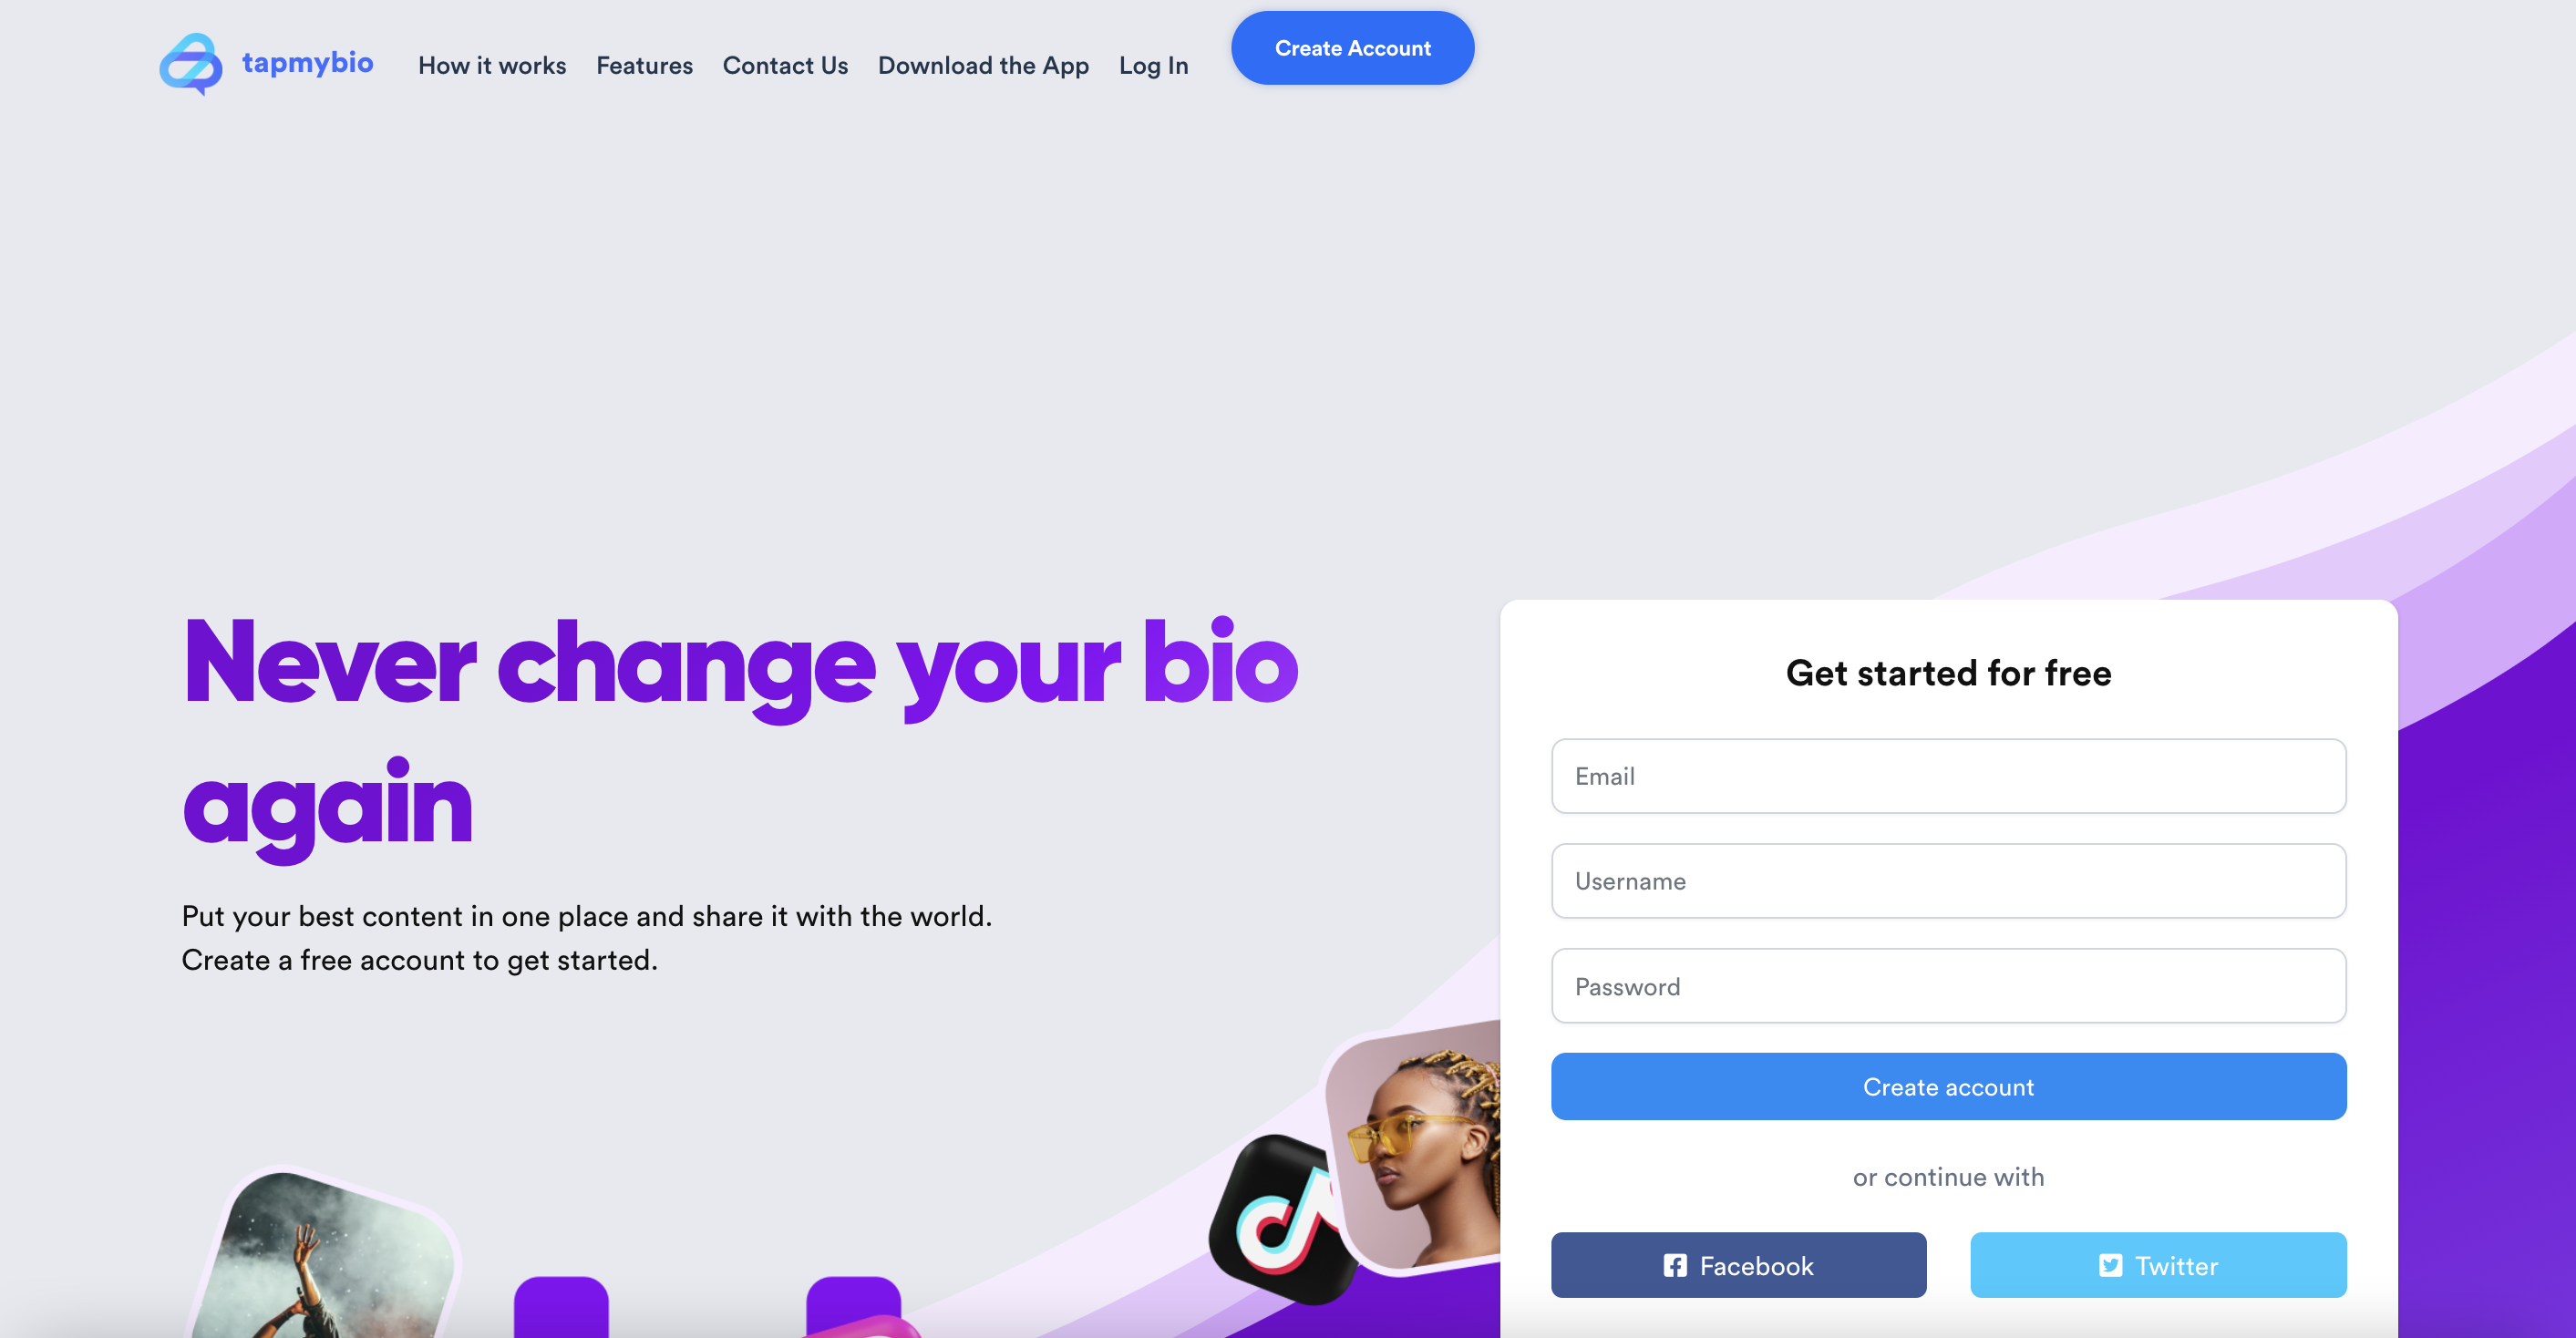 tapmybio How it works Features Contact Us Download the App Log In Create Account
Never change your bio
again
Put your best content in one place and share it with the world.
Create a free account to get started.
Get started for free
Email
Username
Password
Create account
or continue with
Facebook Twitter